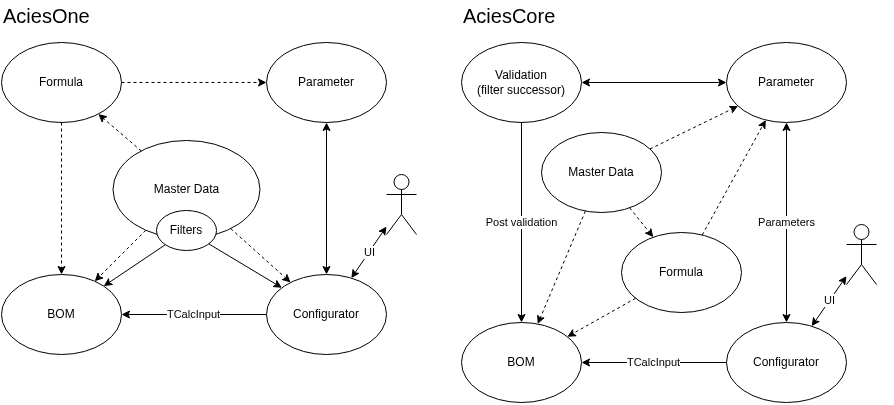 AciesOne
Formula
Parameter
Master Data
Filters
UI
BOM
TCalcInput
Configurator
AciesCore
Validation
(filter successor)
Parameter
Master Data
Post validation
Parameters
Formula
UI
BOM
TCalcInput
Configurator